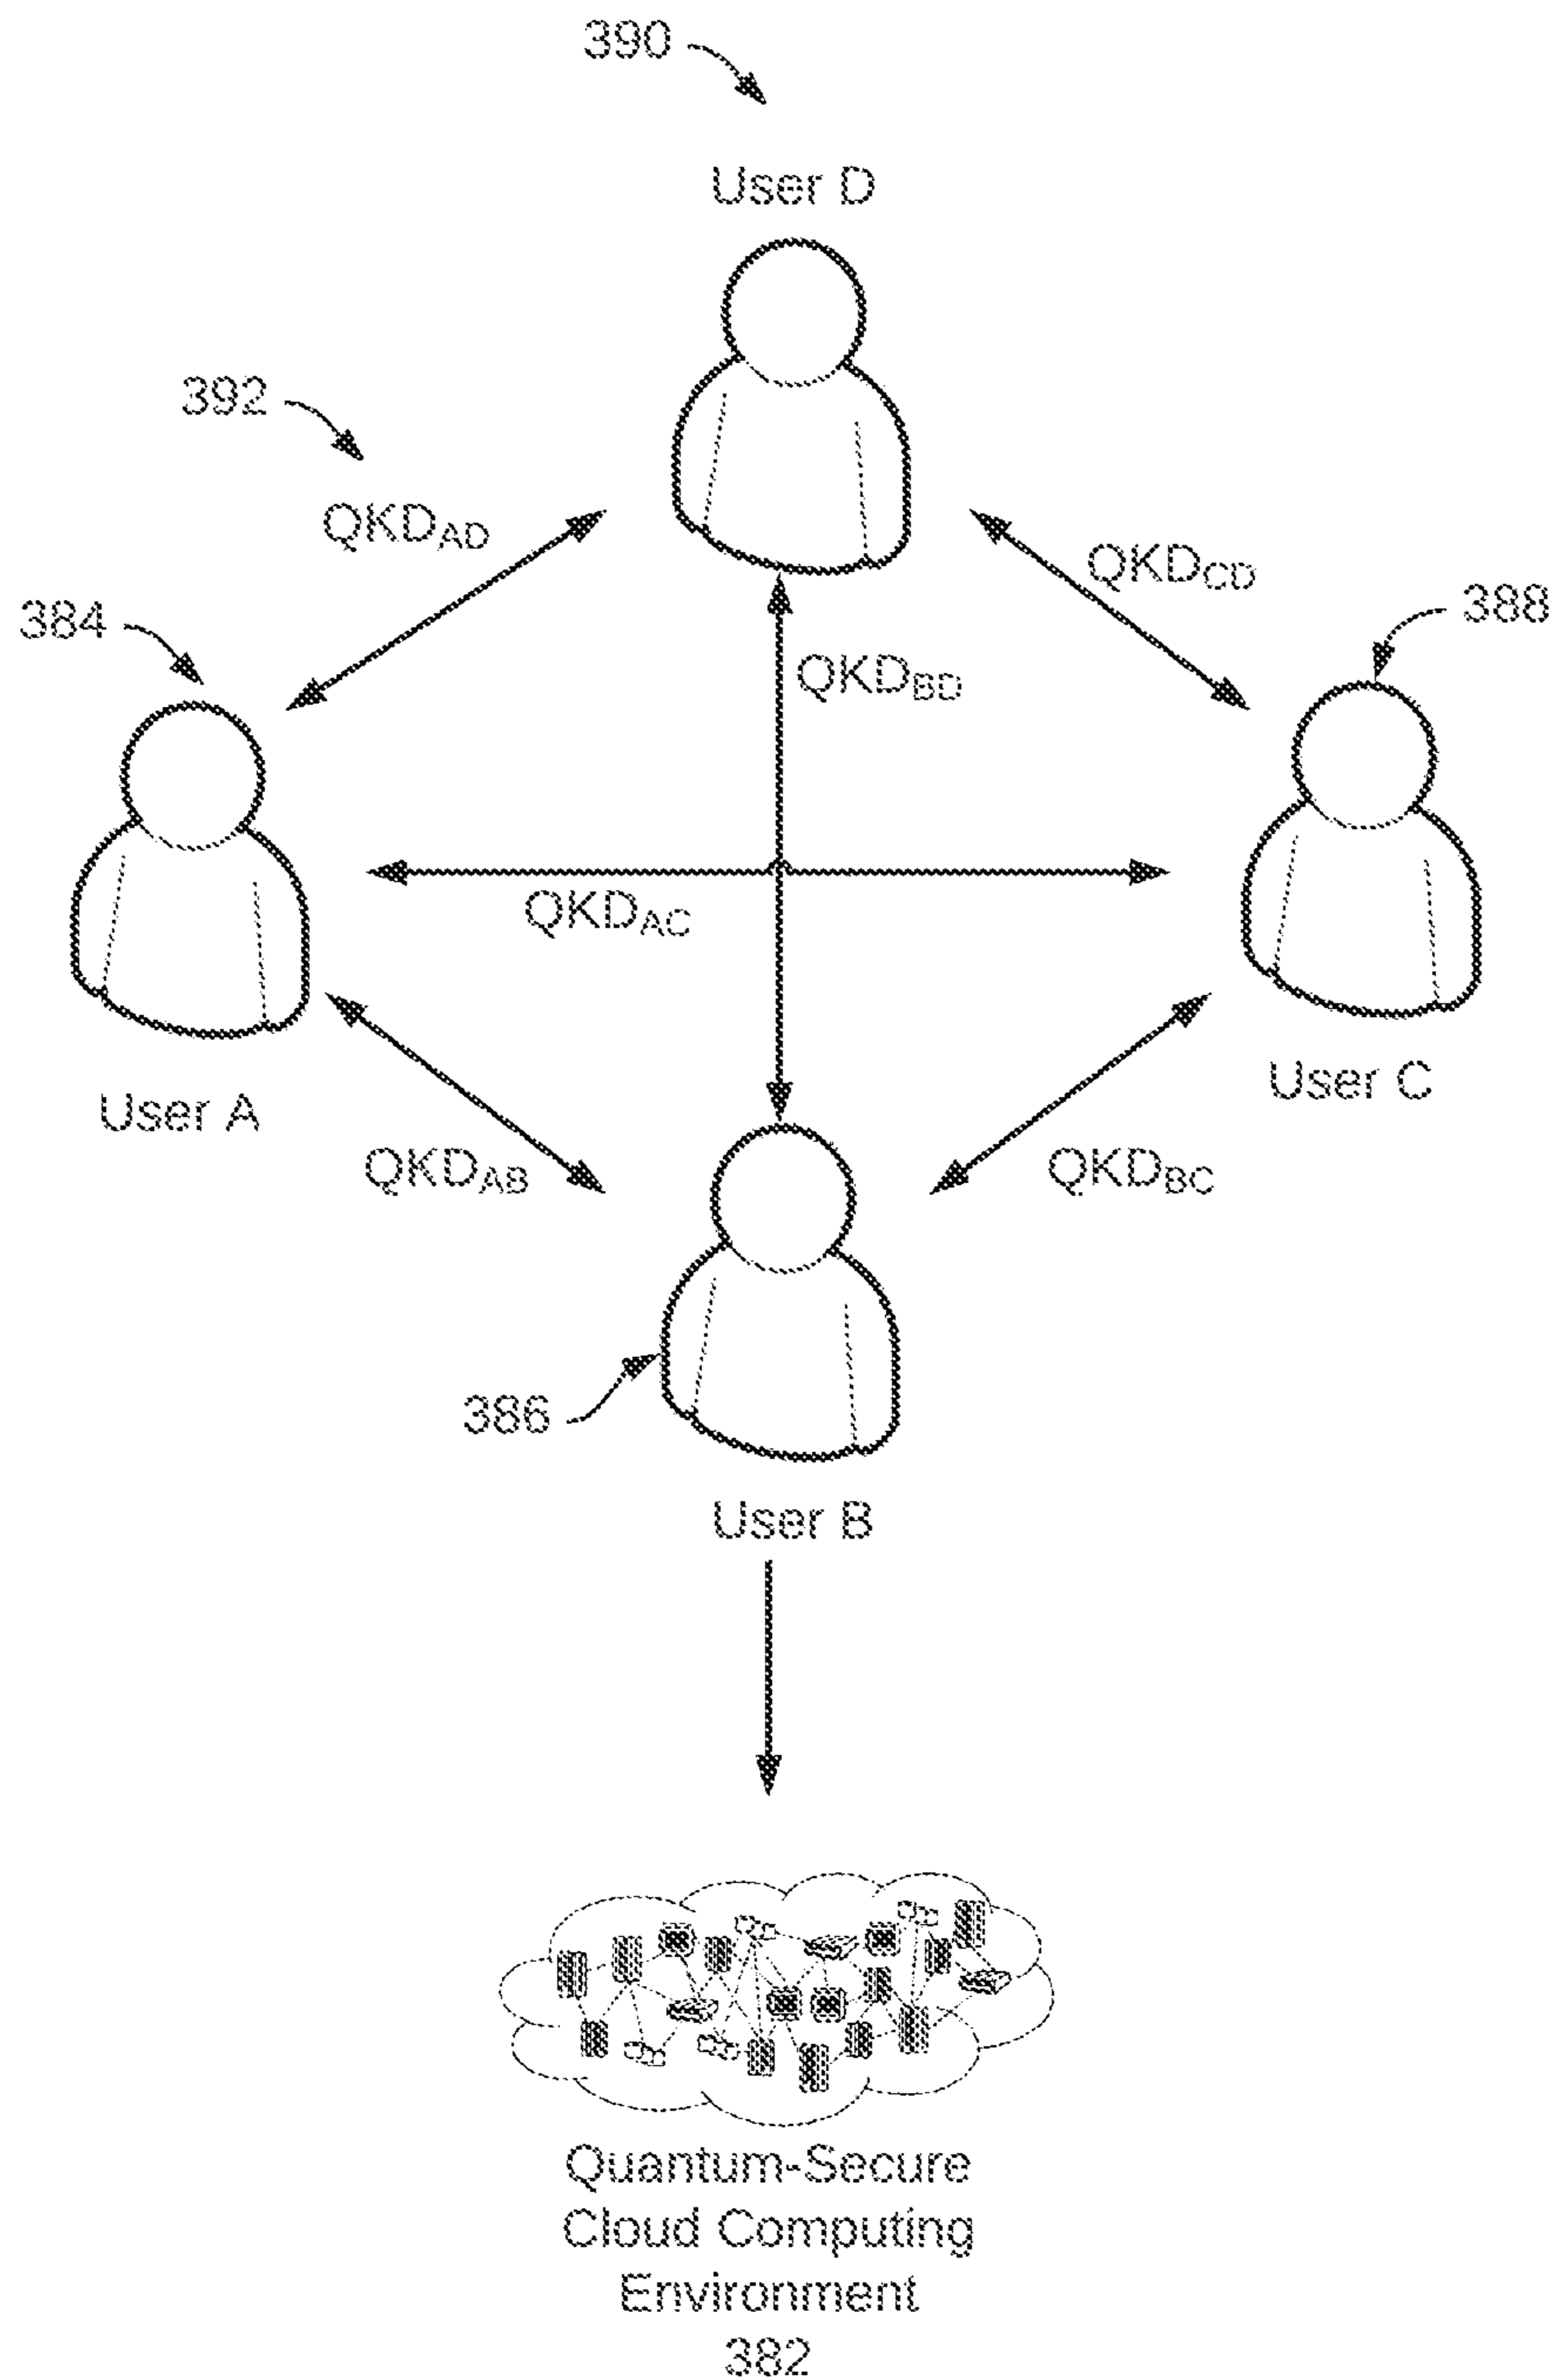 390
User D
392
QKDAD
QKDCD
384
388
QKDBD
QKDAC
User A
User C
QKDAB
QKDBC
386
User B
Quantum-Secure
Cloud Computing
Environment
382